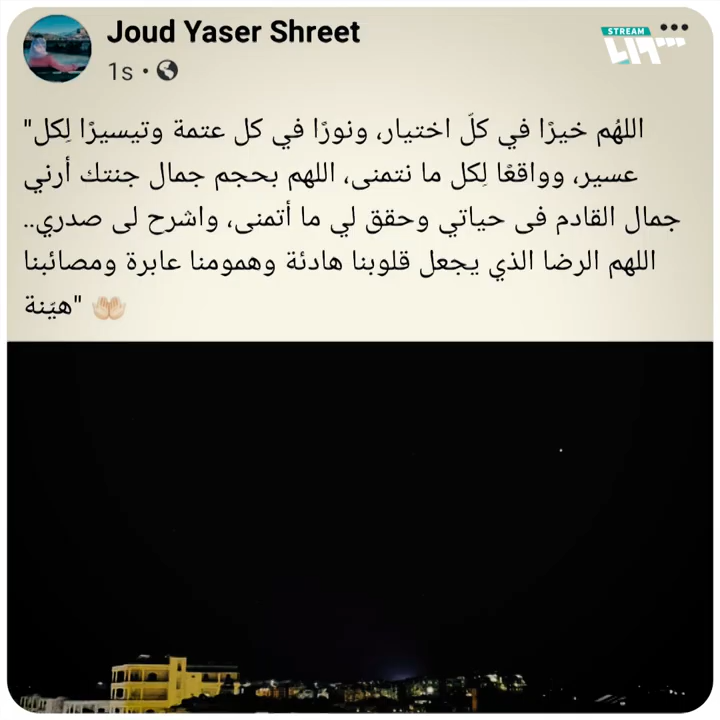 Joud Yaser Shreet
1s
STREAM
"اللهُم خيرًا في كلّ اختيار، ونورًا في كل عتمة وتيسيرًا لِكل
عسير، وواقعًا لِكل ما نتمنى، اللهم بحجم جمال جنتك أرني
جمال القادم فى حياتي وحقق لي ما أتمنى، واشرح لى صدري..
اللهم الرضا الذي يجعل قلوبنا هادئة وهمومنا عابرة ومصائبنا
هيّنة" 🤲🏻